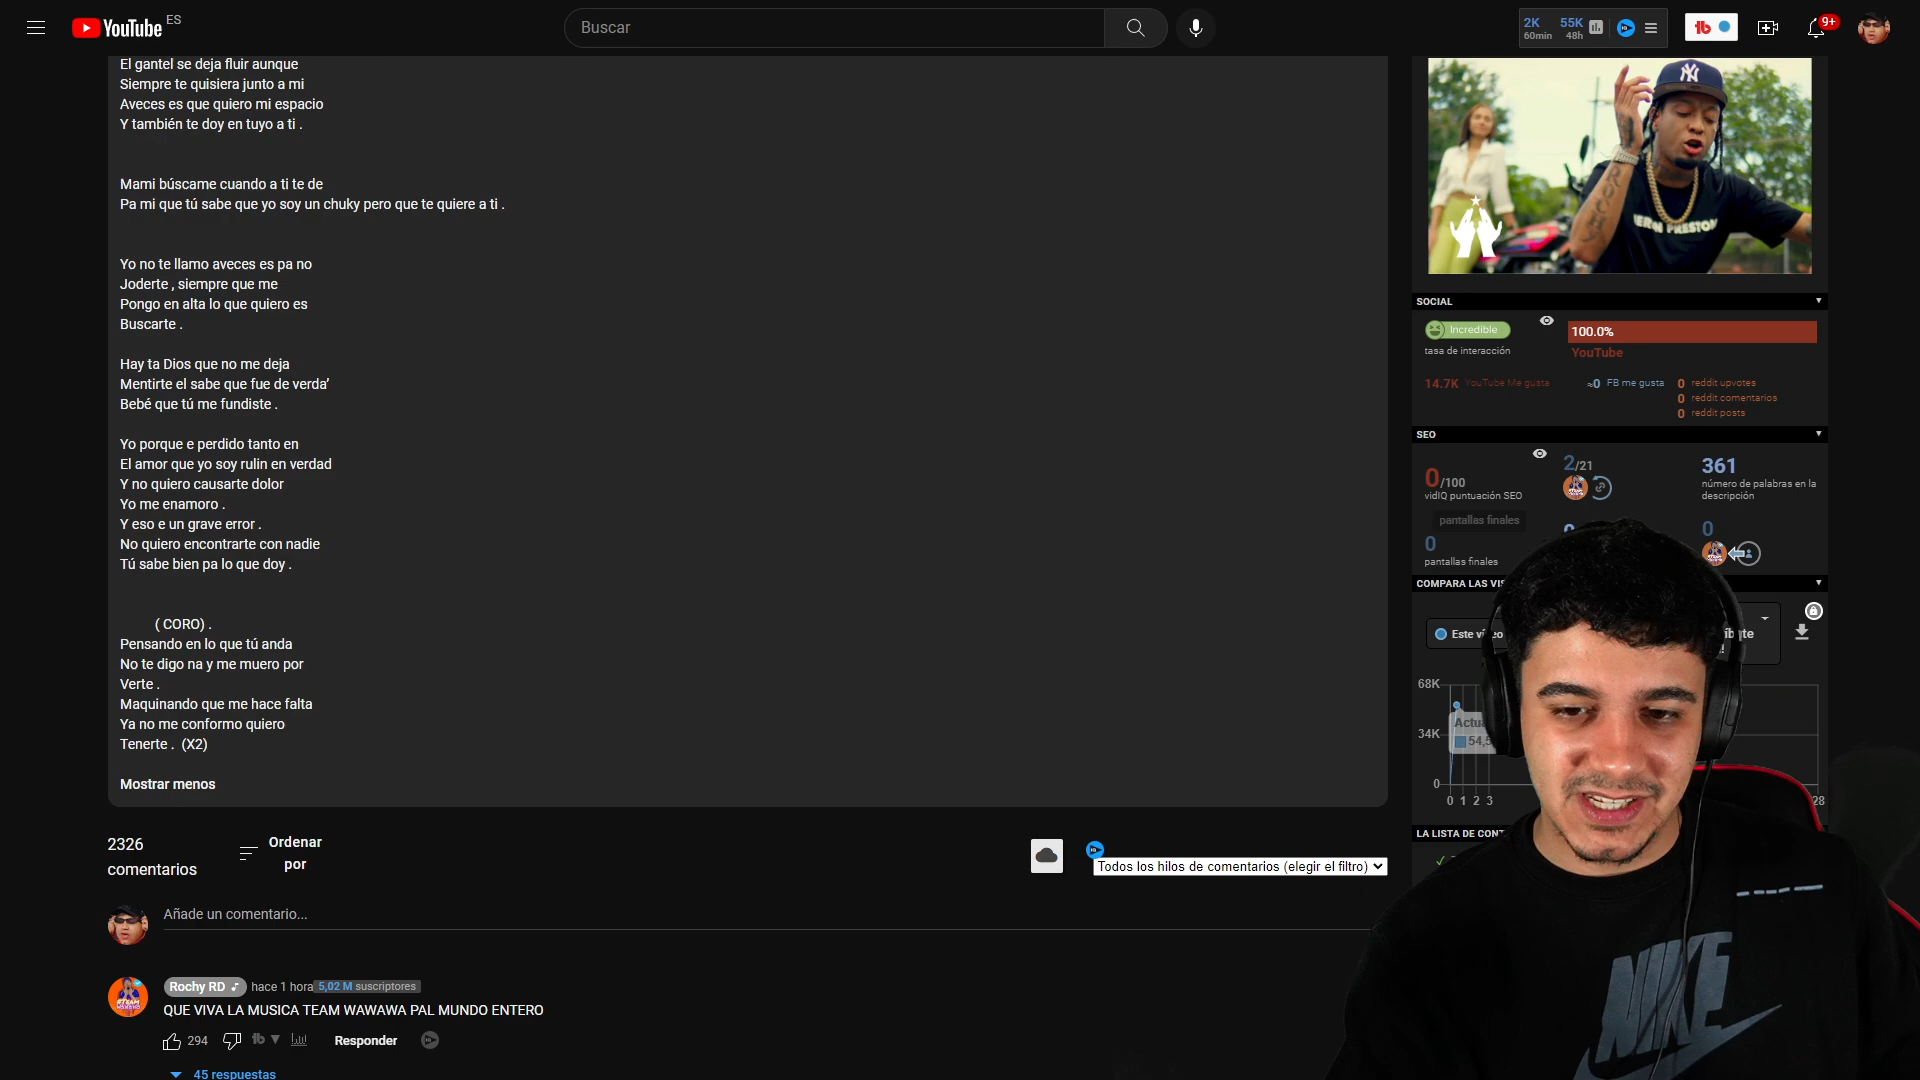 YouTube ES
Buscar
2K
60min
55K
48h
9+
El gantel se deja fluir aunque
Siempre te quisiera junto a mi
Aveces es que quiero mi espacio
Y también te doy en tuyo a ti .
Mami búscame cuando a ti te de
Pa mi que tú sabe que yo soy un chuky pero que te quiere a ti .
Yo no te llamo aveces es pa no
Joderte , siempre que me
Pongo en alta lo que quiero es
Buscarte .
Hay ta Dios que no me deja
Mentirte el sabe que fue de verda’
Bebé que tú me fundiste .
Yo porque e perdido tanto en
El amor que yo soy rulin en verdad
Y no quiero causarte dolor
Yo me enamoro .
Y eso e un grave error .
No quiero encontrarte con nadie
Tú sabe bien pa lo que doy .
( CORO) .
Pensando en lo que tú anda
No te digo na y me muero por
Verte .
Maquinando que me hace falta
Ya no me conformo quiero
Tenerte . (X2)
Mostrar menos
2326
comentarios
Ordenar
por
Todos los hilos de comentarios (elegir el filtro)
Añade un comentario...
Rochy RD hace 1 hora 5,02 M suscriptores
QUE VIVA LA MUSICA TEAM WAWAWA PAL MUNDO ENTERO
294
Responder
45 respuestas
PRESTON
SOCIAL
Incredible
tasa de interacción
100.0%
YouTube
14.7K YouTube Me gusta
≈0 FB me gusta
0 reddit upvotes
0 reddit comentarios
0 reddit posts
SEO
0/100
vidIQ puntuación SEO
2/21
361
número de palabras en la
descripción
pantallas finales
0
pantallas finales
0
COMPARA LAS
Este
68K
34K
0
0 1 2 3
28
LA LISTA DE
NIKE